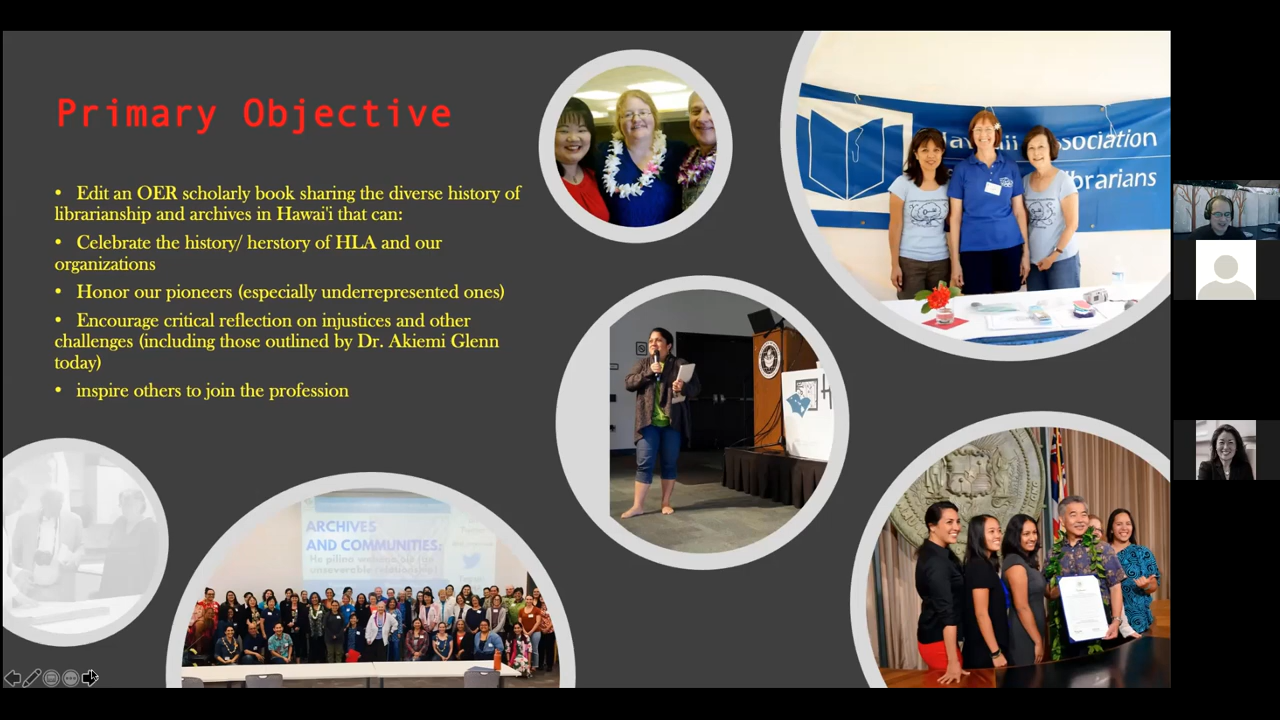 Primary Objective
• Edit an OER scholarly book sharing the diverse history of
librarianship and archives in Hawai'i that can:
• Celebrate the history/ herstory of HLA and our
organizations
• Honor our pioneers (especially underrepresented ones)
• Encourage critical reflection on injustices and other
challenges (including those outlined by Dr. Akiemi Glenn
today)
• inspire others to join the profession
Association
ARCHIVES
AND COMMUNITIES: